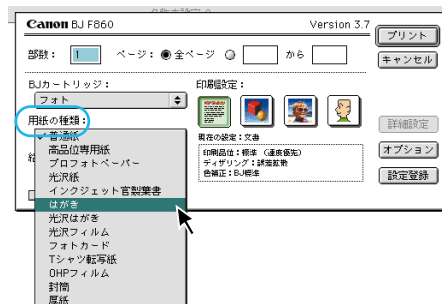 Canon BJ F860
Version 3.7
プリント
部数： 1 ページ： 全ページ から
キャンセル
BJカートリッジ：
印刷設定：
フォト
用紙の種類：
普通紙
現在の設定：文書
詳細設定
高品位専用紙
印刷品位：標準 （速度優先）
オプション
プロフォトペーパー
ディザリング：誤差拡散
光沢紙
色補正：BJ標準
設定登録
インクジェット官製葉書
はがき
光沢はがき
光沢フィルム
フォトカード
Tシャツ転写紙
OHPフィルム
封筒
厚紙